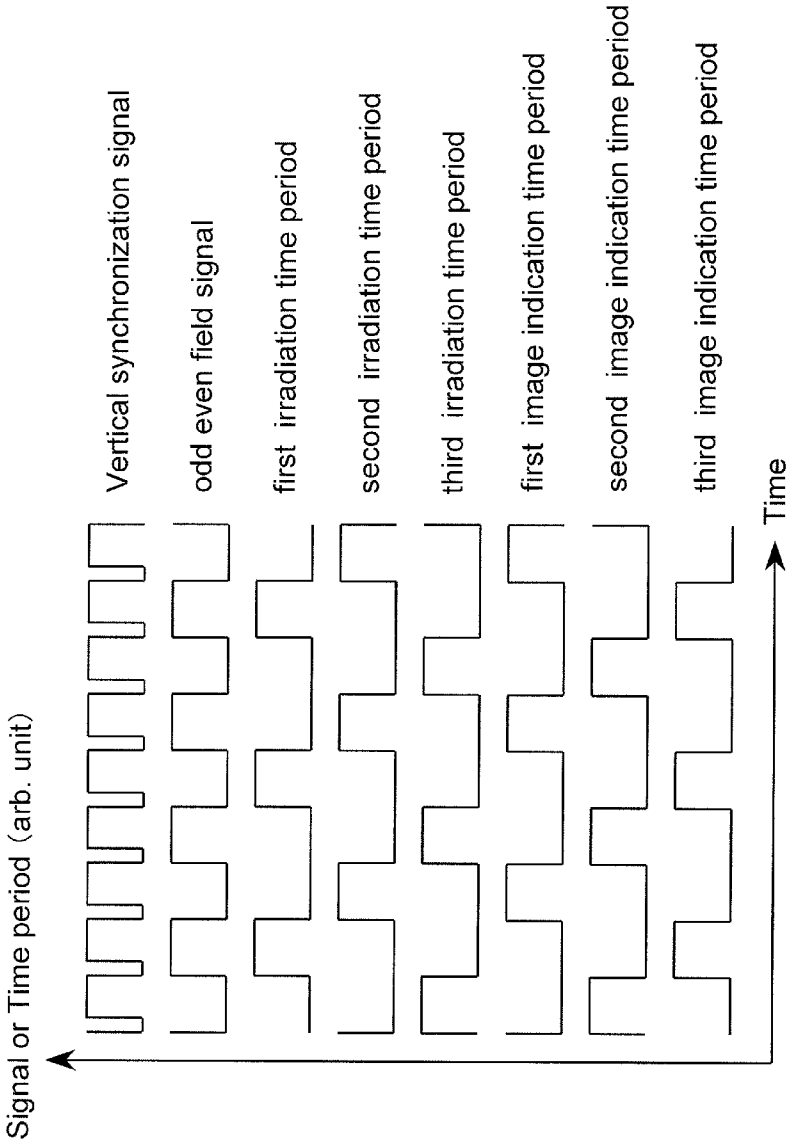 Signal or Time period (arb. unit)
Vertical synchronization signal
odd even field signal
first irradiation time period
second irradiation time period
third irradiation time period
first image indication time period
second image indication time period
third image indication time period
Time